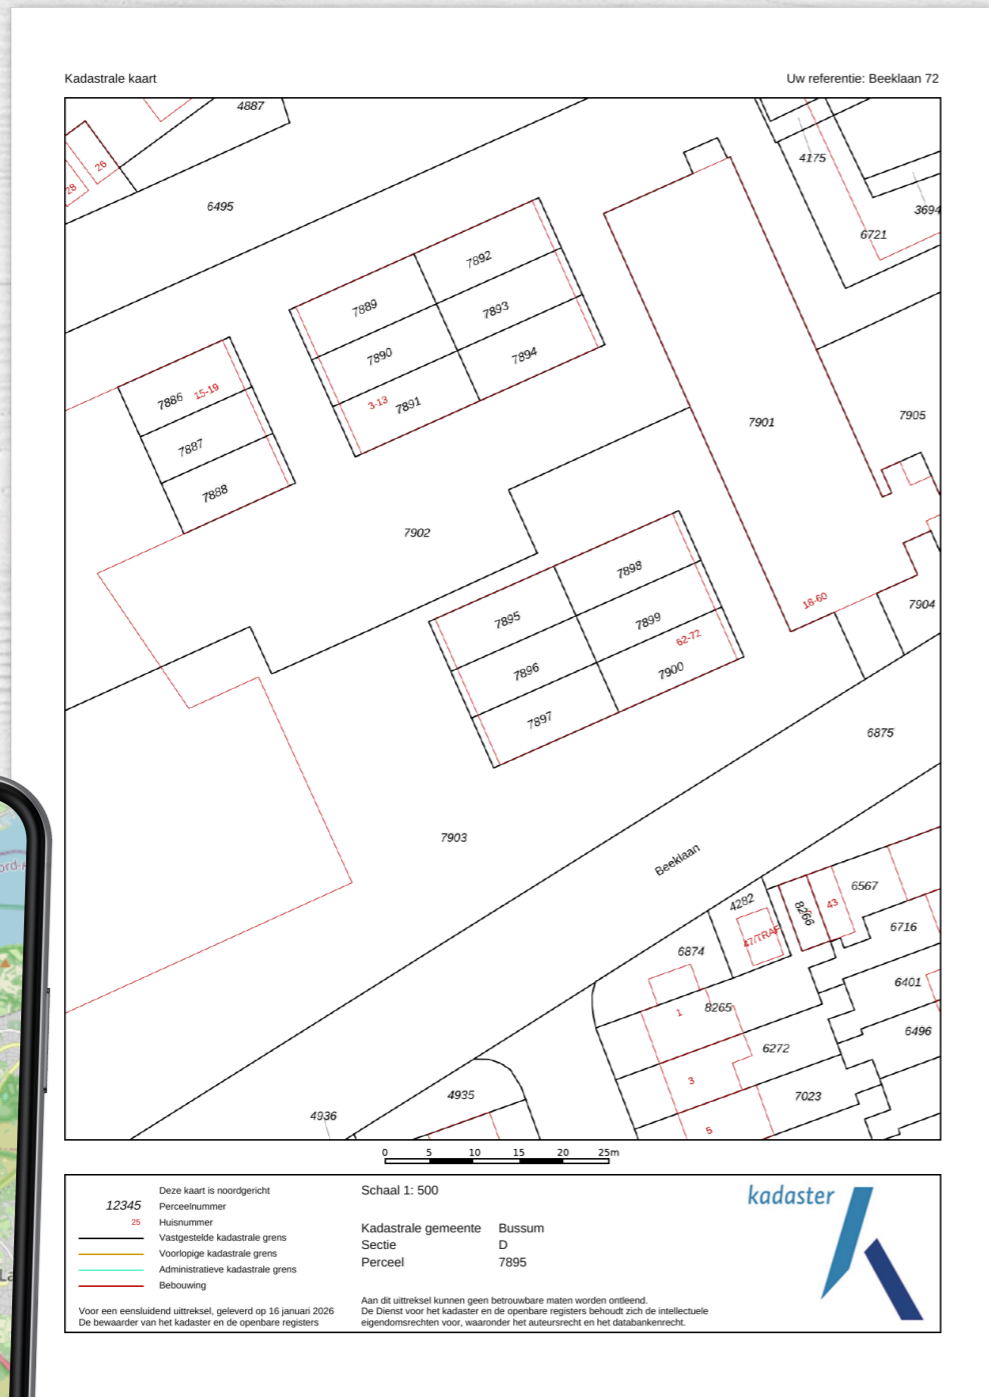 Kadastrale kaart
Uw referentie: Beeklaan 72
4887
26
28
6495
4175
3694
6721
7892
7889
7893
7890
7894
7886
15-19
3-13
7891
7901
7905
7887
7888
7902
7898
7895
7899
18-60
7904
62-72
7896
7900
7897
6875
7903
Beeklaan
6567
4282
8266
43
6716
47/TRAF
6874
6401
8265
1
6496
6272
3
4935
7023
4936
5
0 5 10 15 20 25m
Deze kaart is noordgericht
12345 Perceelnummer
25 Huisnummer
Vastgestelde kadastrale grens
Voorlopige kadastrale grens
Administratieve kadastrale grens
Bebouwing
Voor een eensluidend uittreksel, geleverd op 16 januari 2026
De bewaarder van het kadaster en de openbare registers
Schaal 1: 500
Kadastrale gemeente Bussum
Sectie D
Perceel 7895
Aan dit uittreksel kunnen geen betrouwbare maten worden ontleend.
De Dienst voor het kadaster en de openbare registers behoudt zich de intellectuele
eigendomsrechten voor, waaronder het auteursrecht en het databankenrecht.
kadaster